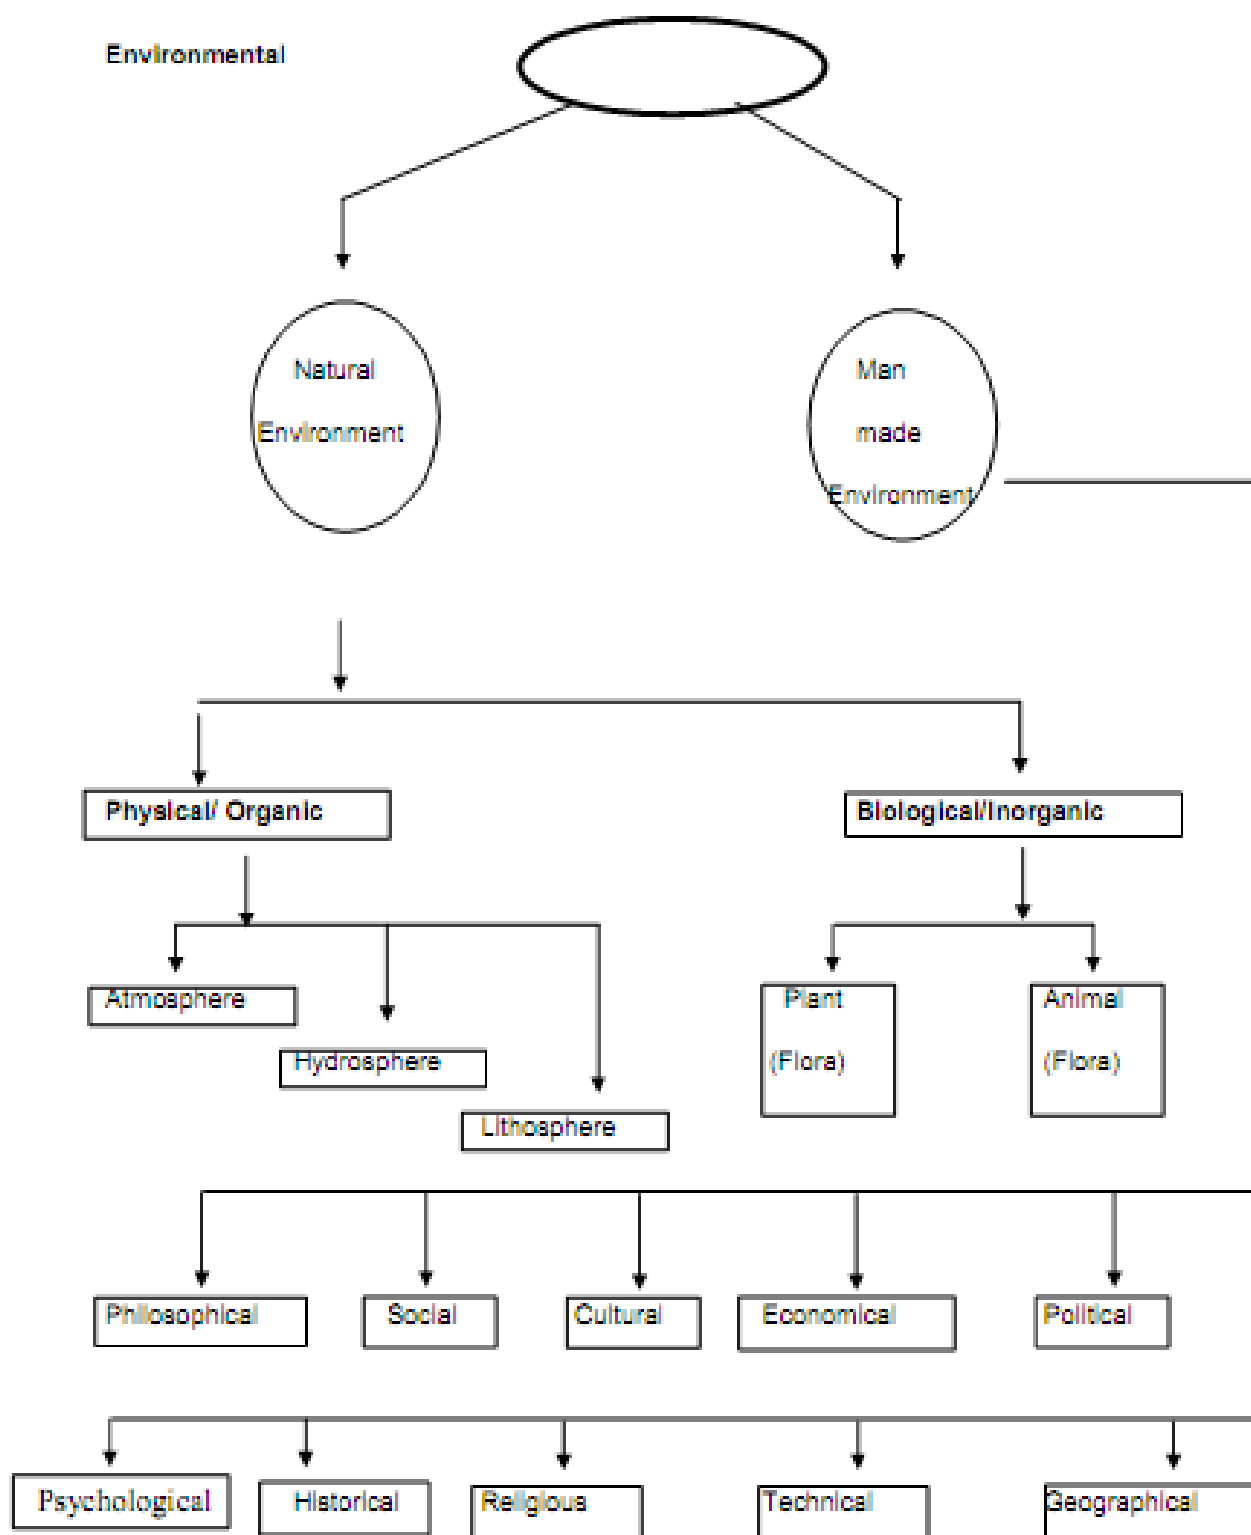 Environmental
Natural
Environment
Man
made
Environment
Physical/ Organic
Biological/Inorganic
Atmosphere
Hydrosphere
Lithosphere
Plant
(Flora)
Animal
(Flora)
Philosophical
Social
Cultural
Economical
Political
Psychological
Historical
Religious
Technical
Geographical